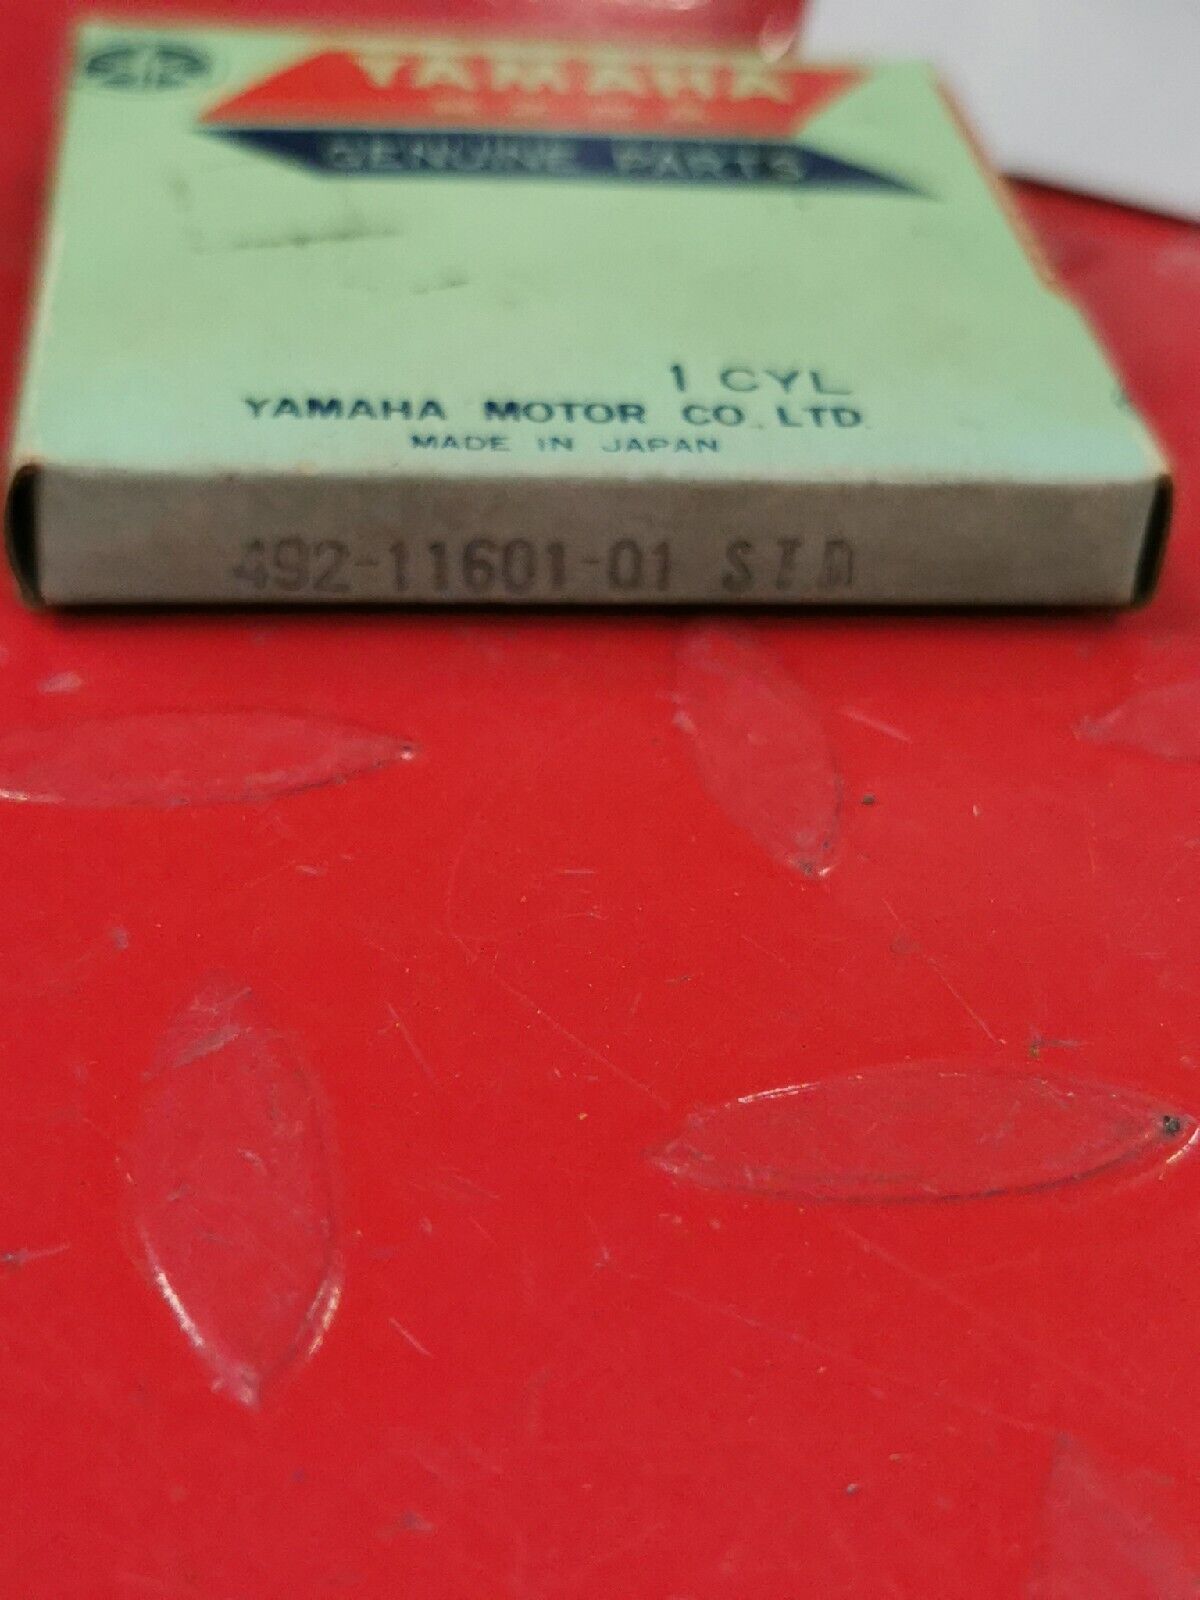 YAMAHA
GENUINE PARTS
1 CYL
YAMAHA MOTOR CO., LTD.
MADE IN JAPAN
492-11601-01 STD